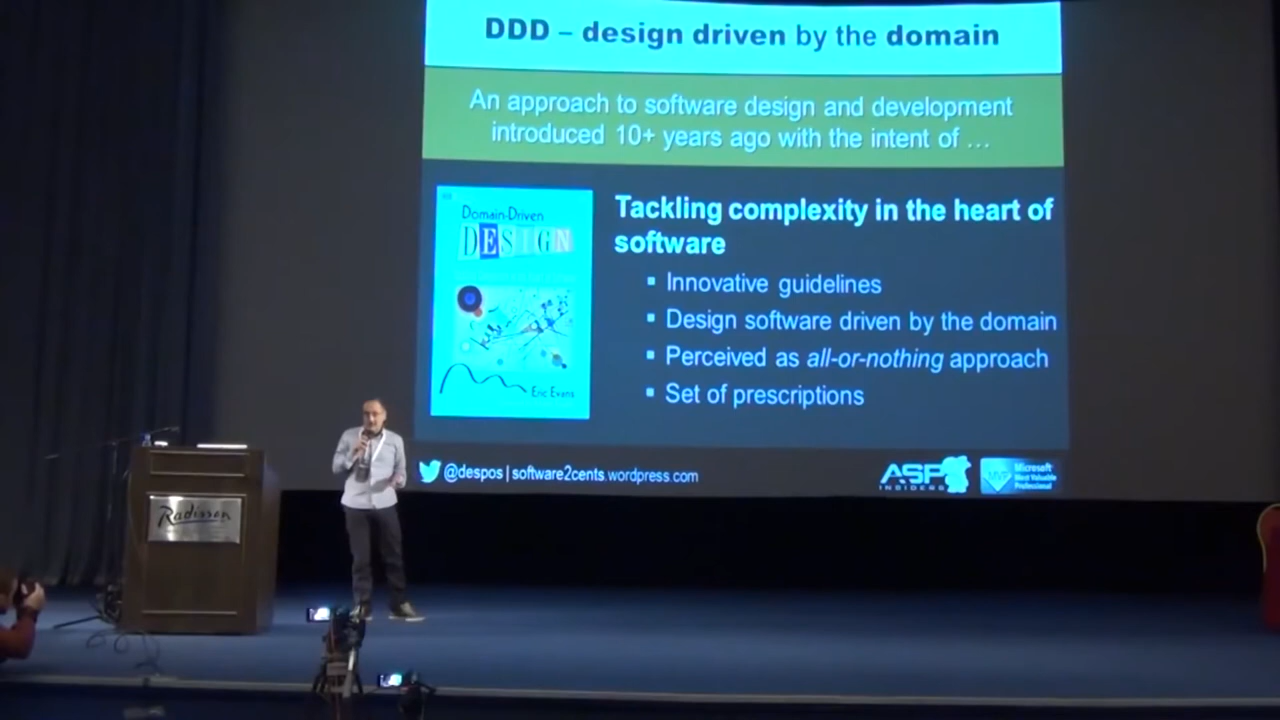 DDD – design driven by the domain
An approach to software design and development
introduced 10+ years ago with the intent of …
Domain-Driven
DESIGN
Eric Evans
Tackling complexity in the heart of
software
▪ Innovative guidelines
▪ Design software driven by the domain
▪ Perceived as all-or-nothing approach
▪ Set of prescriptions
@despos | software2cents.wordpress.com
ASP
INSIDERS
MVP
Microsoft
Most Valuable
Professional
Radisson